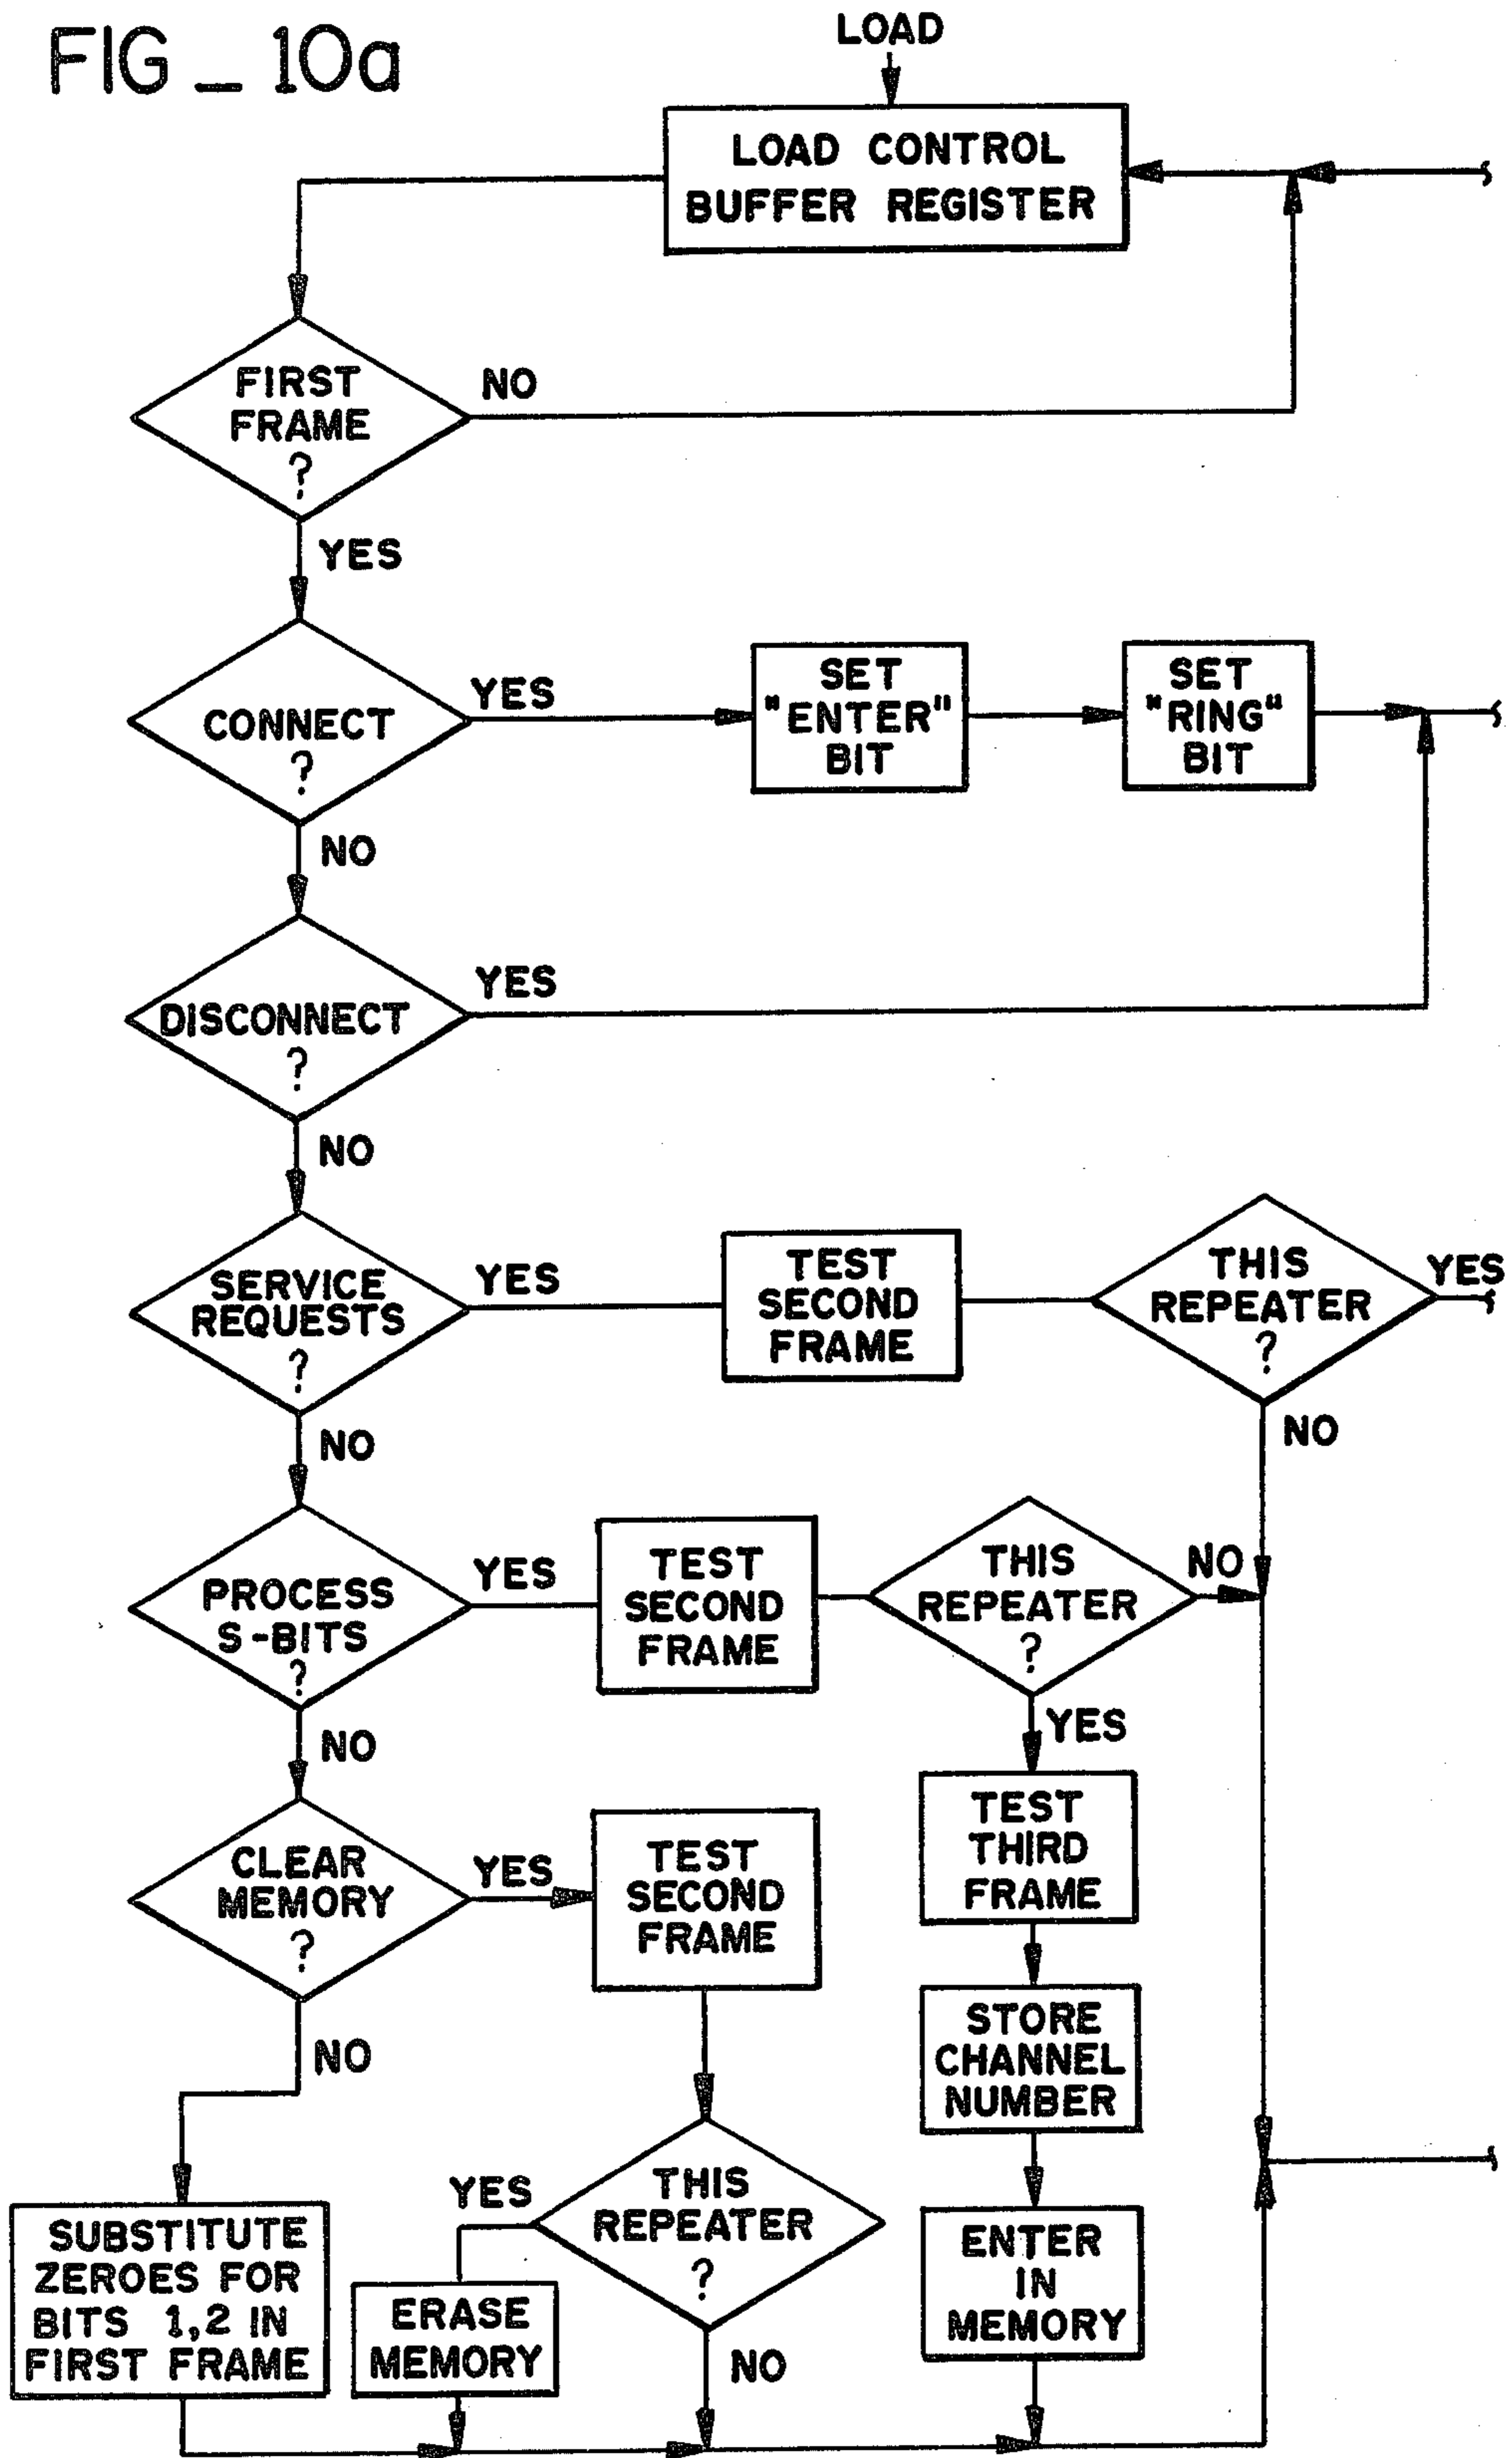 FIG_10a
LOAD
LOAD CONTROL
BUFFER REGISTER
FIRST
FRAME
?
NO
YES
CONNECT
?
YES
SET
"ENTER"
BIT
SET
"RING"
BIT
NO
DISCONNECT
?
YES
NO
SERVICE
REQUESTS
?
YES
TEST
SECOND
FRAME
THIS
REPEATER
?
YES
NO
NO
PROCESS
S-BITS
?
YES
TEST
SECOND
FRAME
THIS
REPEATER
?
NO
YES
NO
TEST
THIRD
FRAME
CLEAR
MEMORY
?
YES
TEST
SECOND
FRAME
STORE
CHANNEL
NUMBER
NO
THIS
REPEATER
?
YES
NO
ENTER
IN
MEMORY
SUBSTITUTE
ZEROES FOR
BITS 1,2 IN
FIRST FRAME
ERASE
MEMORY